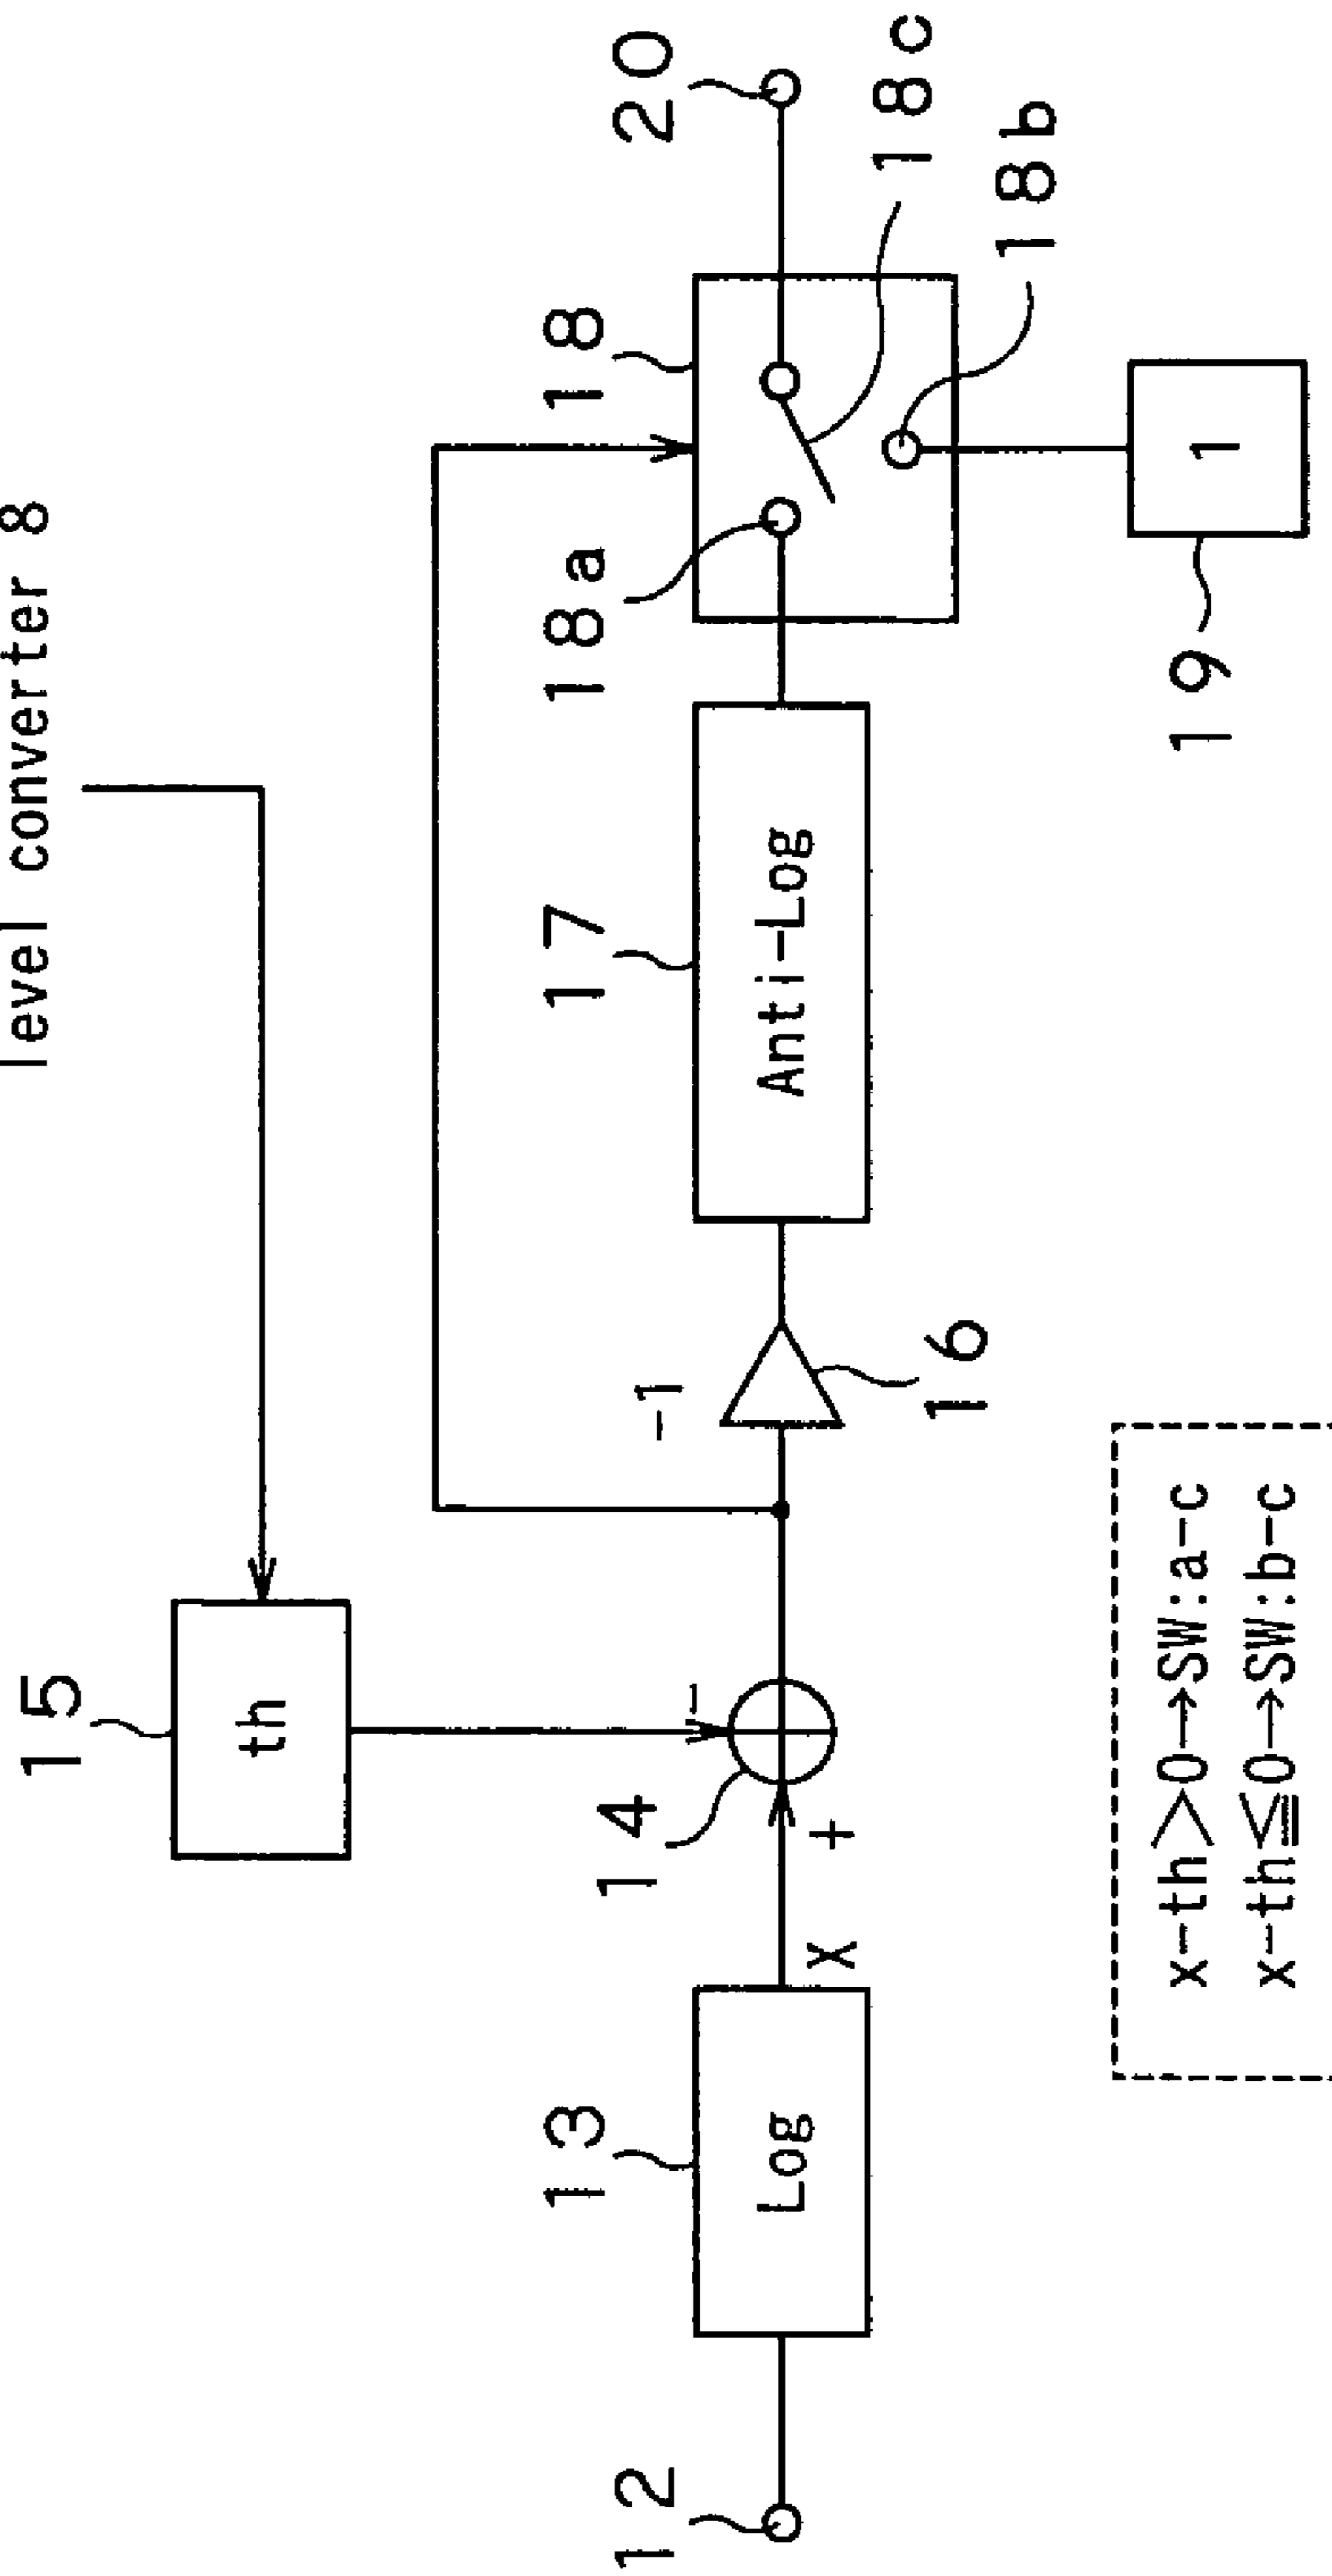 level converter 8
15
th
18
20
18a
18c
18b
17
Anti-Log
1
19
-1
16
14
-
+
x
13
Log
12
x-th>0→SW:a-c
x-th≦0→SW:b-c